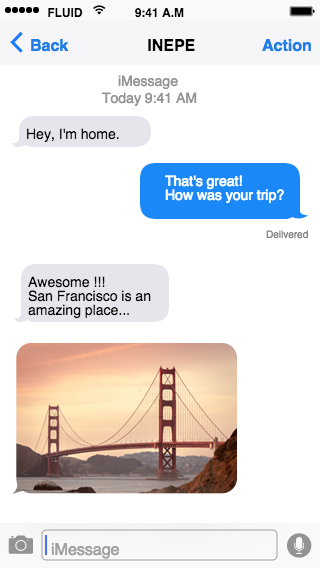 FLUID 9:41 A.M
Back INEPE Action
iMessage
Today 9:41 AM
Hey, I'm home.
That's great!
How was your trip?
Delivered
Awesome !!!
San Francisco is an
amazing place...
iMessage